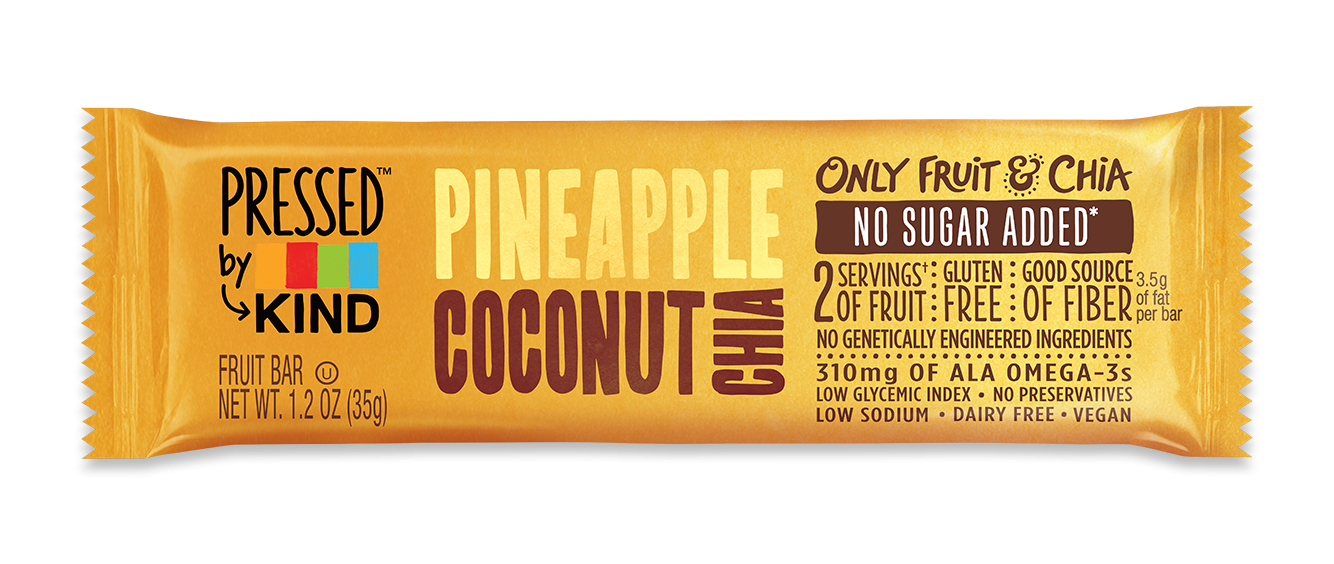 PRESSED™
by
KIND
FRUIT BAR Ⓤ
NET WT. 1.2 OZ (35g)
PINEAPPLE
COCONUT
CHIA
ONLY FRUIT & CHIA
NO SUGAR ADDED*
2 SERVINGS† OF FRUIT
GLUTEN FREE
GOOD SOURCE OF FIBER
3.5g
of fat
per bar
NO GENETICALLY ENGINEERED INGREDIENTS
310mg OF ALA OMEGA-3s
LOW GLYCEMIC INDEX • NO PRESERVATIVES
LOW SODIUM • DAIRY FREE • VEGAN